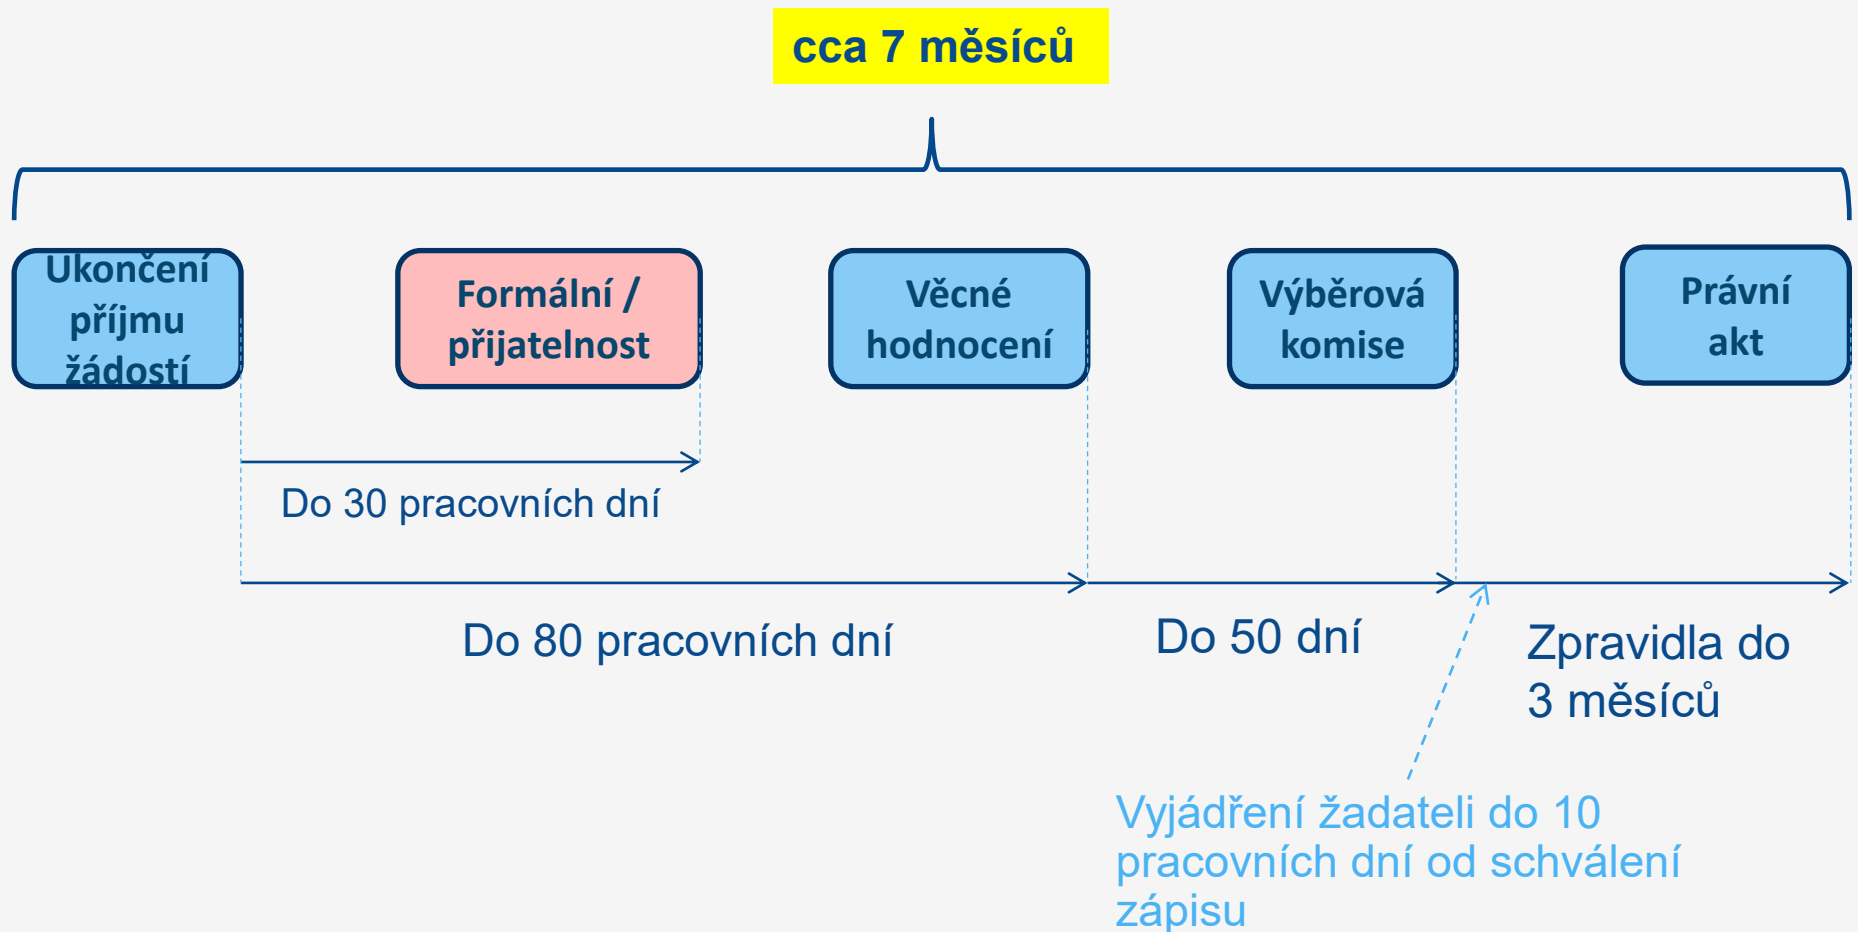 cca 7 měsíců
Ukončení
příjmu
žádostí
Formální /
přijatelnost
Věcné
hodnocení
Výběrová
komise
Právní
akt
Do 30 pracovních dní
Do 80 pracovních dní
Do 50 dní
Zpravidla do
3 měsíců
Vyjádření žadateli do 10
pracovních dní od schválení
zápisu